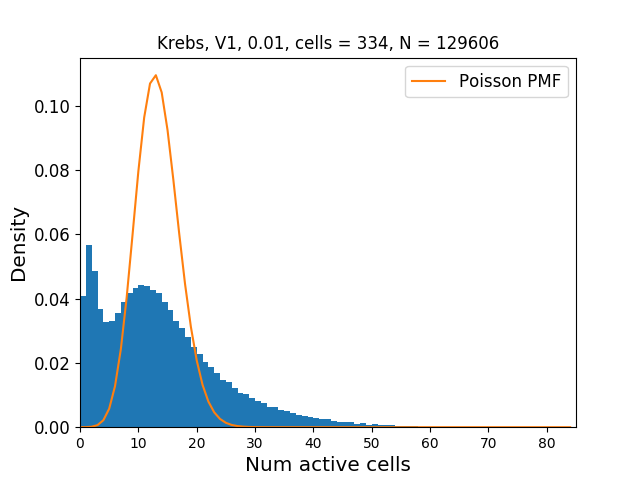 Krebs, V1, 0.01, cells = 334, N = 129606
Poisson PMF
0.10
0.08
0.06
0.04
0.02
0.00
Density
0 10 20 30 40 50 60 70 80
Num active cells